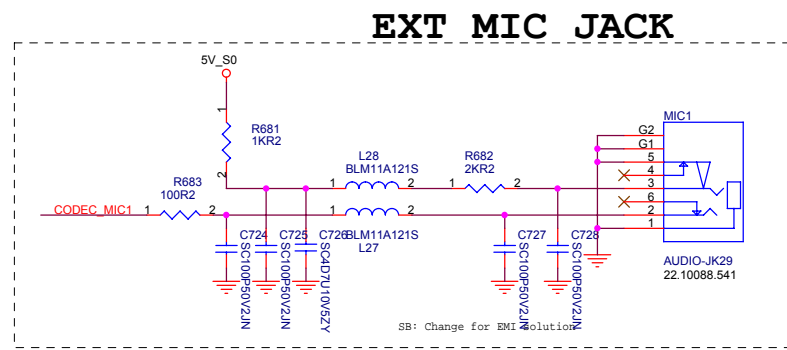 EXT MIC JACK
5V_S0
1
R681
1KR2
2
R683
100R2
CODEC_MIC1
1
2
L28
BLM11A121S
1
2
R682
2KR2
1
2
1
2
BLM11A121S
L27
C724
SC100P50V2JN
C725
SC100P50V2JN
C726
SC4D7U10V5ZY
C727
SC100P50V2JN
C728
SC100P50V2JN
MIC1
G2
G1
5
4
3
6
2
1
AUDIO-JK29
22.10088.541
SB: Change for EMI solution